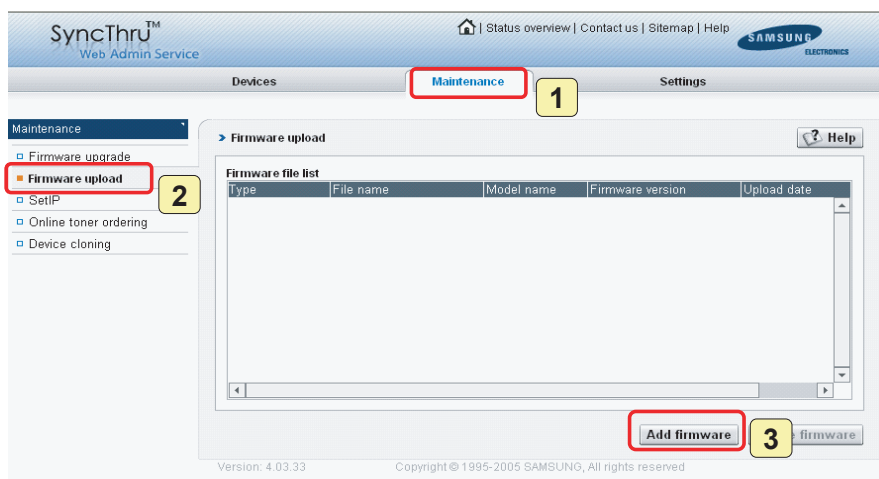 SyncThru™
Web Admin Service
| Status overview | Contact us | Sitemap | Help
SAMSUNG
ELECTRONICS
Devices
Maintenance
1
Settings
Maintenance
Firmware upgrade
Firmware upload
2
SetIP
Online toner ordering
Device cloning
> Firmware upload
Help
Firmware file list
Type File name Model name Firmware version Upload date
Add firmware
3
firmware
Version: 4.03.33
Copyright © 1995-2005 SAMSUNG, All rights reserved